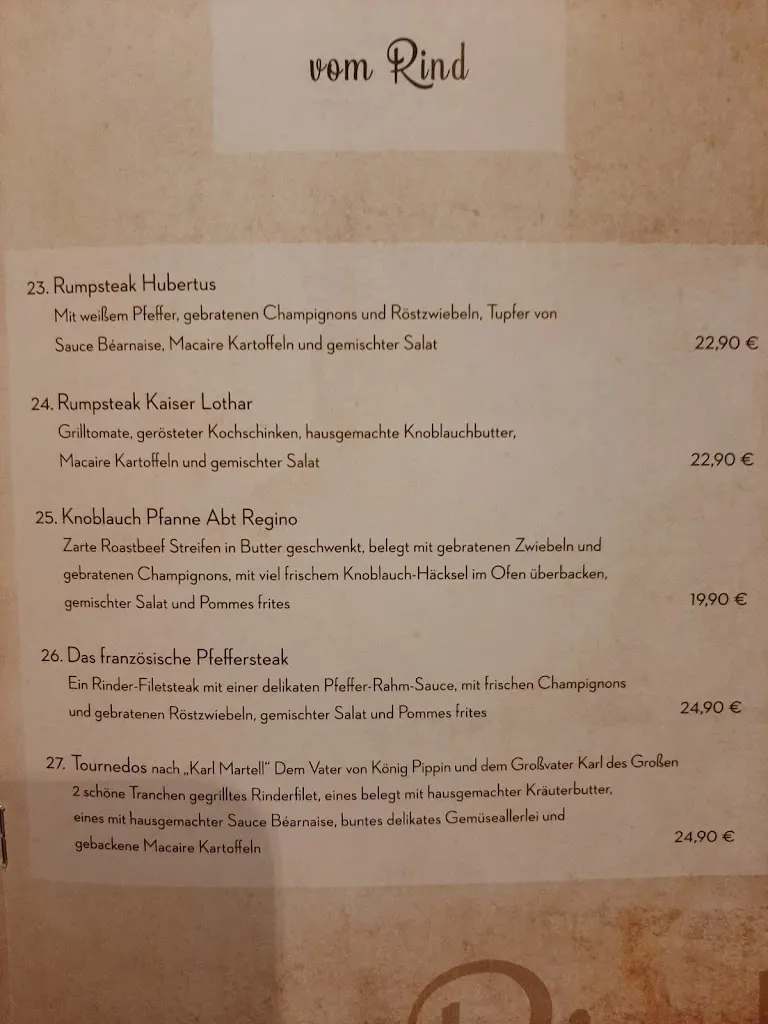 vom Rind
23. Rumpsteak Hubertus
Mit weißem Pfeffer, gebratenen Champignons und Röstzwiebeln, Tupfer von
Sauce Béarnaise, Macaire Kartoffeln und gemischter Salat 22,90 €
24. Rumpsteak Kaiser Lothar
Grilltomate, gerösteter Kochschinken, hausgemachte Knoblauchbutter,
Macaire Kartoffeln und gemischter Salat 22,90 €
25. Knoblauch Pfanne Abt Regino
Zarte Roastbeef Streifen in Butter geschwenkt, belegt mit gebratenen Zwiebeln und
gebratenen Champignons, mit viel frischem Knoblauch-Häcksel im Ofen überbacken,
gemischter Salat und Pommes frites 19,90 €
26. Das französische Pfeffersteak
Ein Rinder-Filetsteak mit einer delikaten Pfeffer-Rahm-Sauce, mit frischen Champignons
und gebratenen Röstzwiebeln, gemischter Salat und Pommes frites 24,90 €
27. Tournedos nach „Karl Martell" Dem Vater von König Pippin und dem Großvater Karl des Großen
2 schöne Tranchen gegrilltes Rinderfilet, eines belegt mit hausgemachter Kräuterbutter,
eines mit hausgemachter Sauce Béarnaise, buntes delikates Gemüseallerlei und
gebackene Macaire Kartoffeln 24,90 €